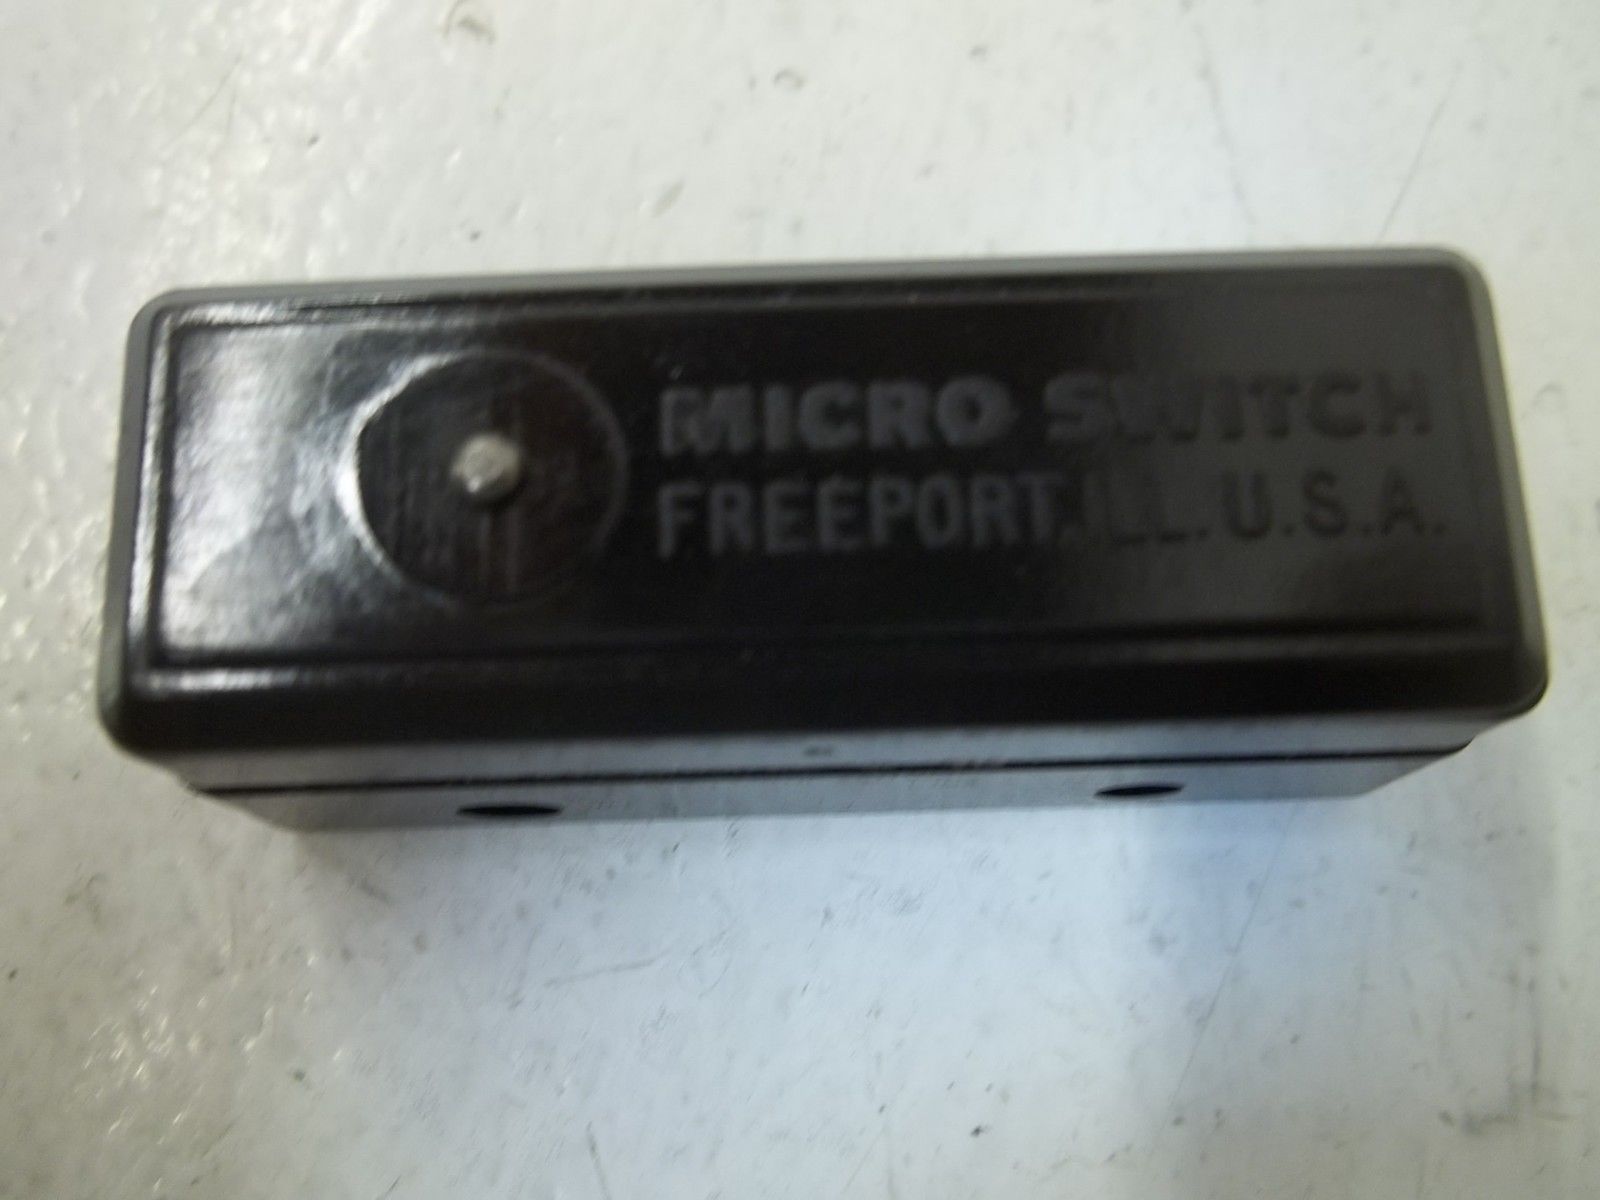 MICRO SWITCH
FREEPORT, ILL. U.S.A.